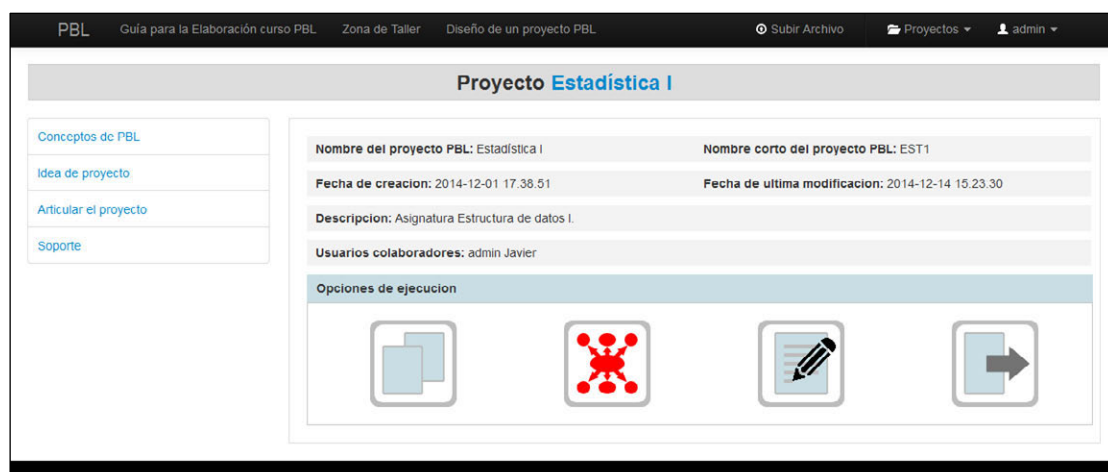 PBL Guía para la Elaboración curso PBL Zona de Taller Diseño de un proyecto PBL Subir Archivo Proyectos admin
Proyecto Estadística I
Conceptos de PBL
Idea de proyecto
Articular el proyecto
Soporte
Nombre del proyecto PBL: Estadística I Nombre corto del proyecto PBL: EST1
Fecha de creacion: 2014-12-01 17.38.51 Fecha de ultima modificacion: 2014-12-14 15.23.30
Descripcion: Asignatura Estructura de datos I.
Usuarios colaboradores: admin Javier
Opciones de ejecucion